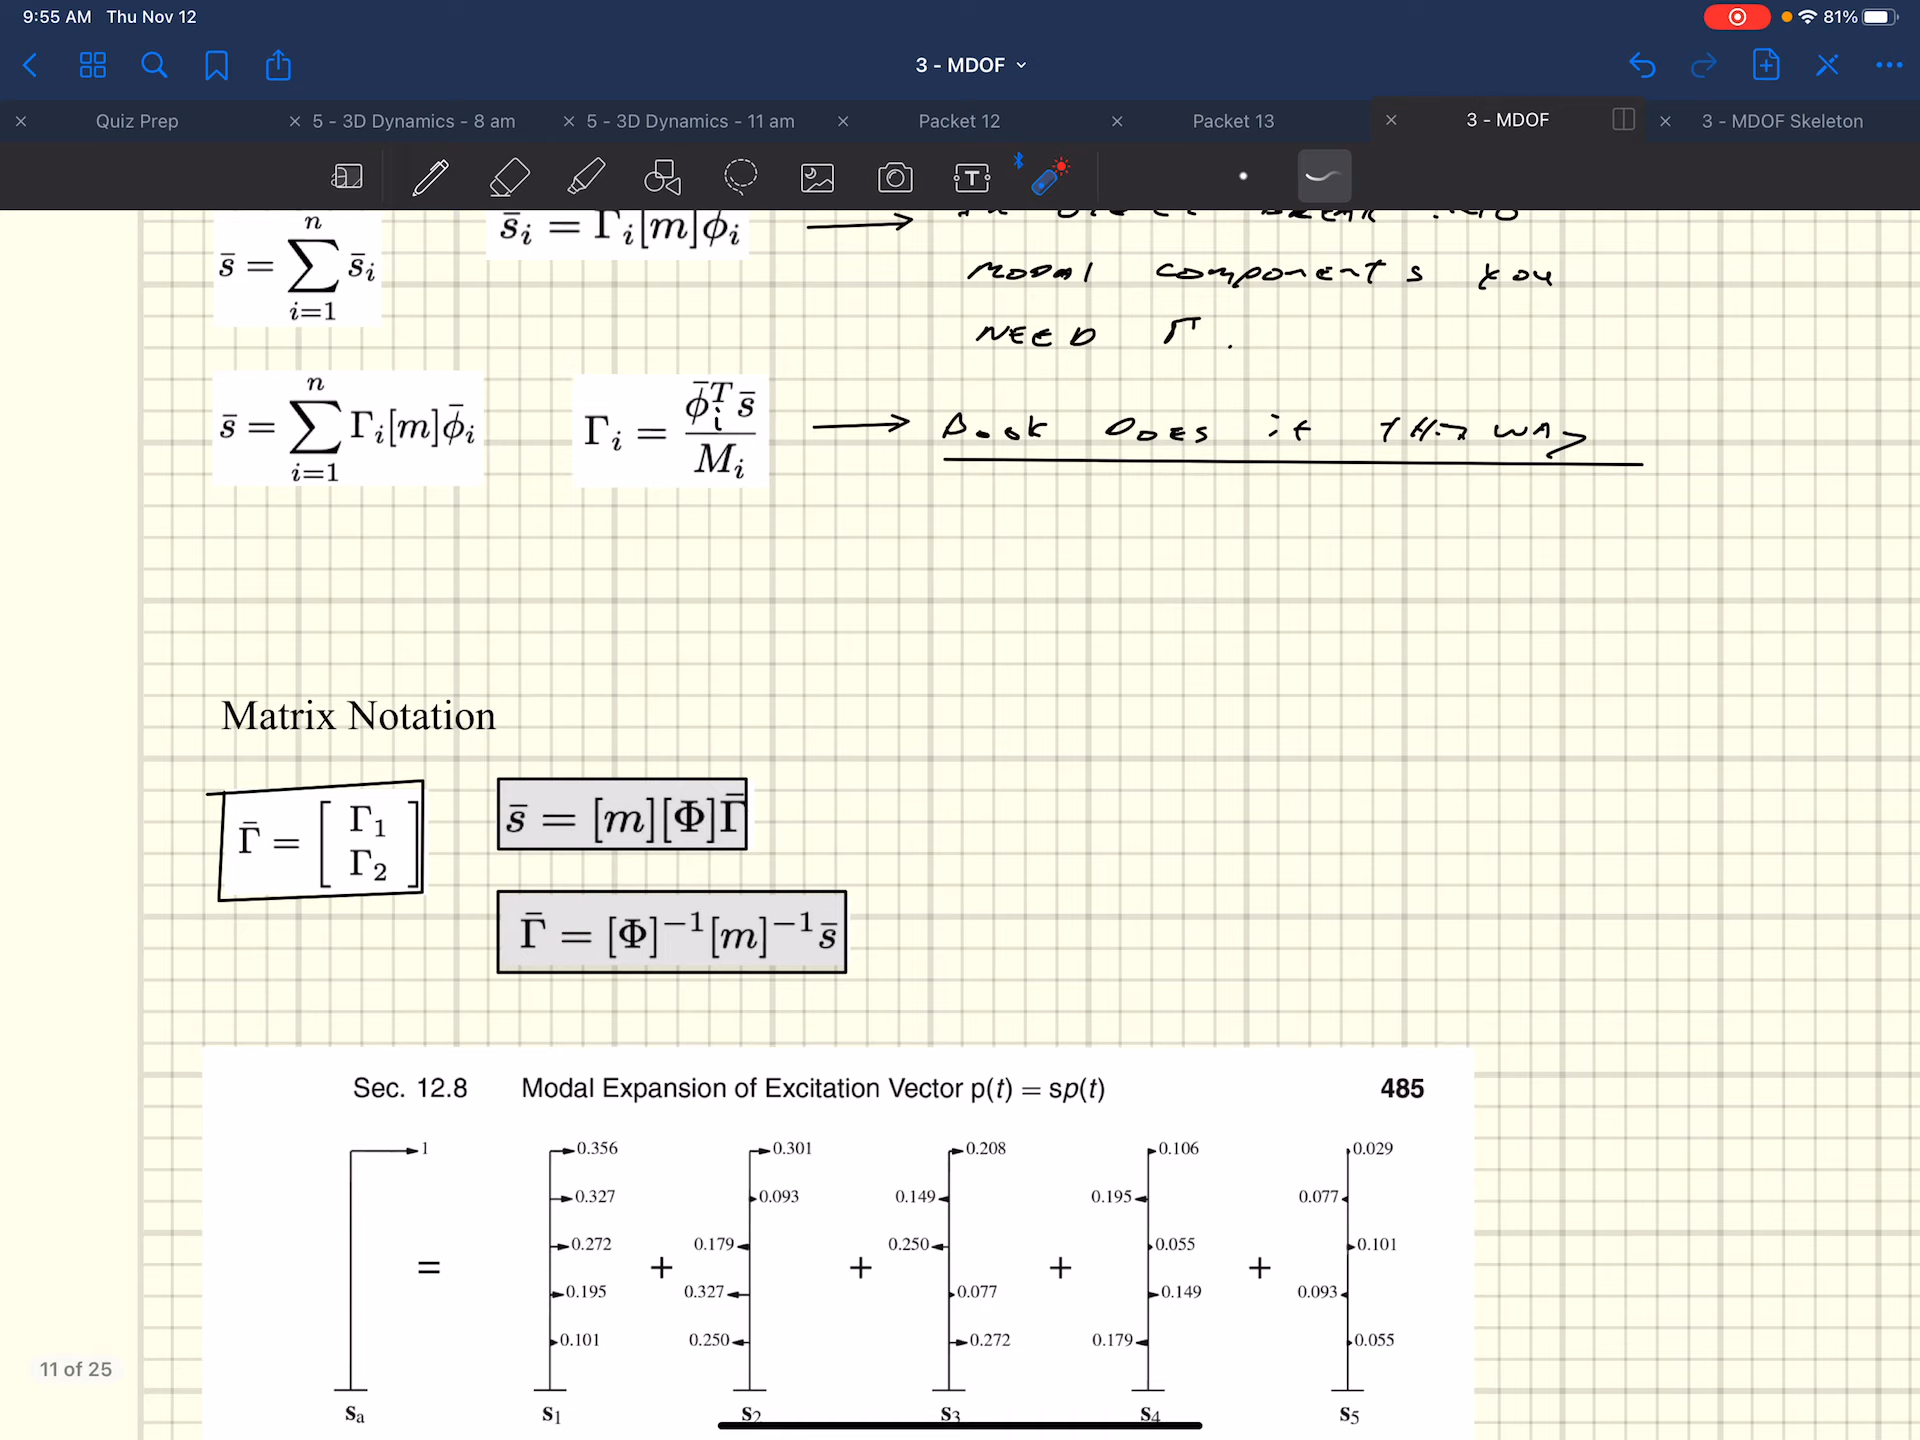 9:55 AM Thu Nov 12
81%
3 - MDOF
Quiz Prep
5 - 3D Dynamics - 8 am
5 - 3D Dynamics - 11 am
Packet 12
Packet 13
3 - MDOF
3 - MDOF Skeleton
s̄ = ∑ᵢ₌₁ⁿ s̄ᵢ
s̄ᵢ = Γᵢ[m]ϕᵢ
BREAK INTO
MODAL COMPONENTS YOU
NEED Γ.
s̄ = ∑ᵢ₌₁ⁿ Γᵢ[m]ϕ̄ᵢ
Γᵢ = ϕ̄ᵢᵀ s̄ / Mᵢ
BOOK DOES it THIS WAY
Matrix Notation
Γ̄ = [ Γ₁ Γ₂ ]
s̄ = [m][Φ]Γ̄
Γ̄ = [Φ]⁻¹[m]⁻¹s̄
Sec. 12.8 Modal Expansion of Excitation Vector p(t) = sp(t) 485
1 0.356 0.301 0.208 0.106 0.029
0.327 0.093 0.149 0.195 0.077
0.272 0.179 0.250 0.055 0.101
= + + + +
0.195 0.327 0.077 0.149 0.093
0.101 0.250 0.272 0.179 0.055
11 of 25
sa s1 s2 s3 s4 s5